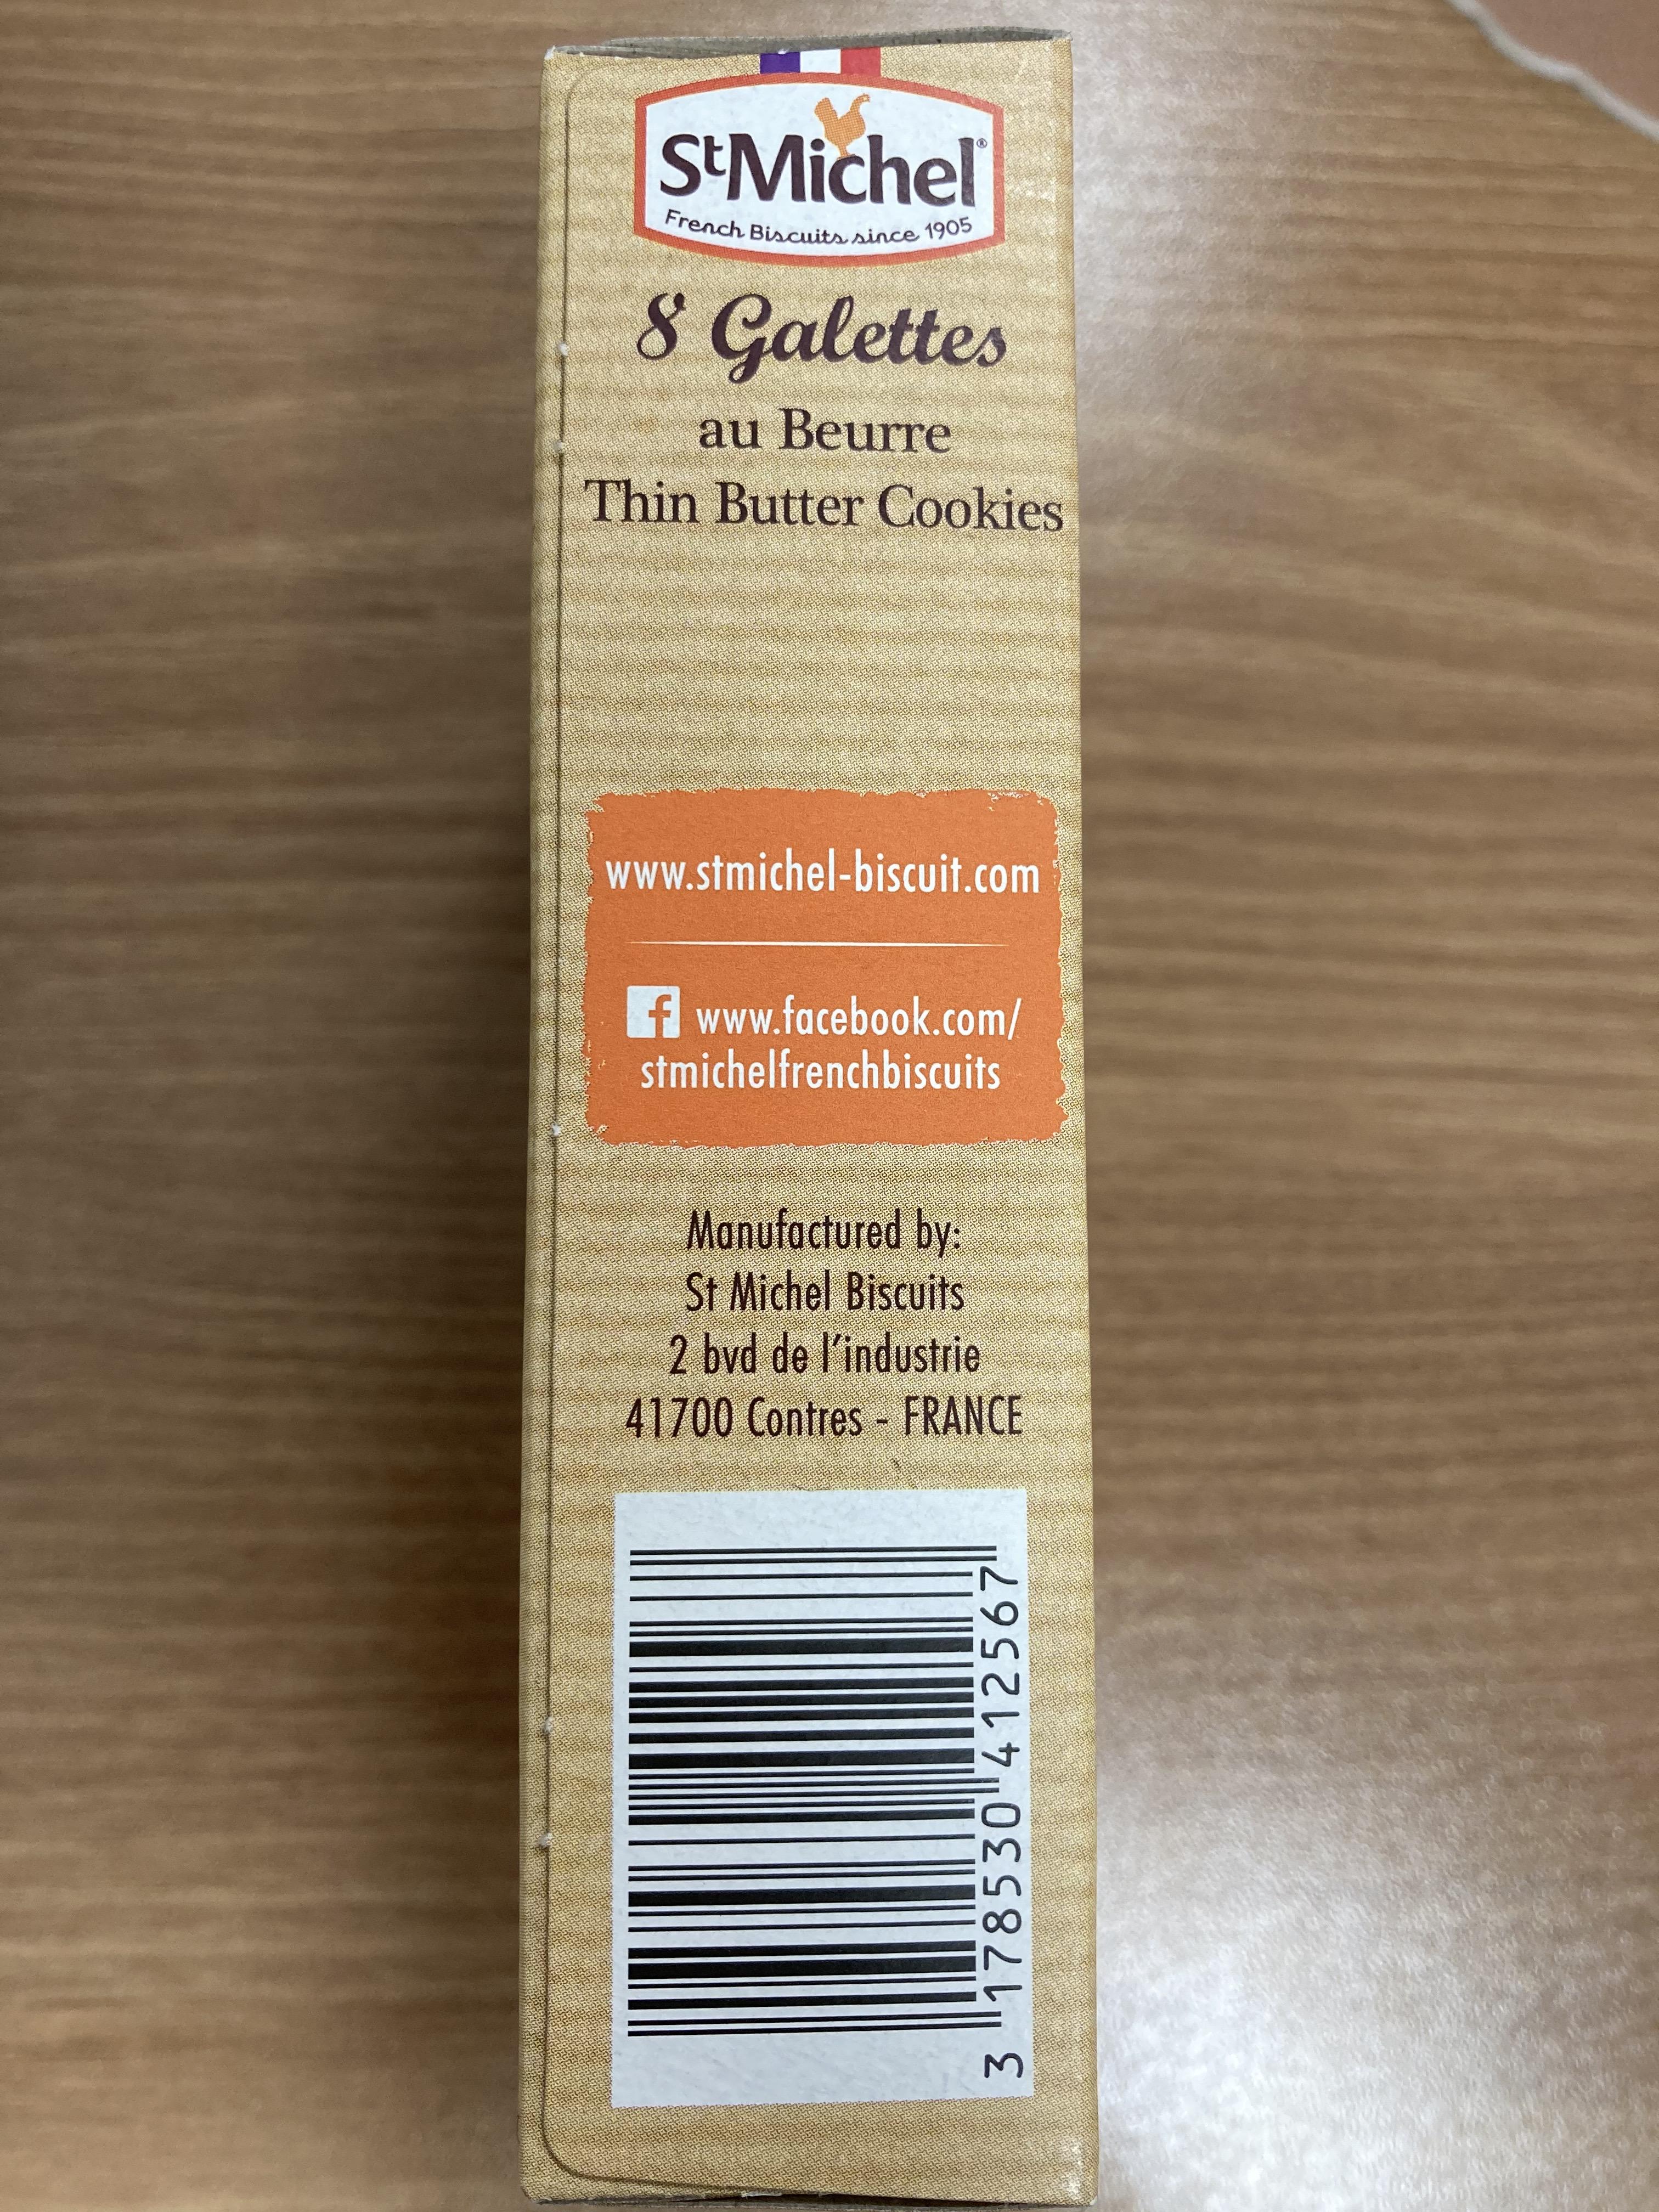 StMichel®
French Biscuits since 1905
8 Galettes
au Beurre
Thin Butter Cookies
www.stmichel-biscuit.com
f www.facebook.com/
stmichelfrenchbiscuits
Manufactured by:
St Michel Biscuits
2 bvd de l'industrie
41700 Contres - FRANCE
3 178530 412567